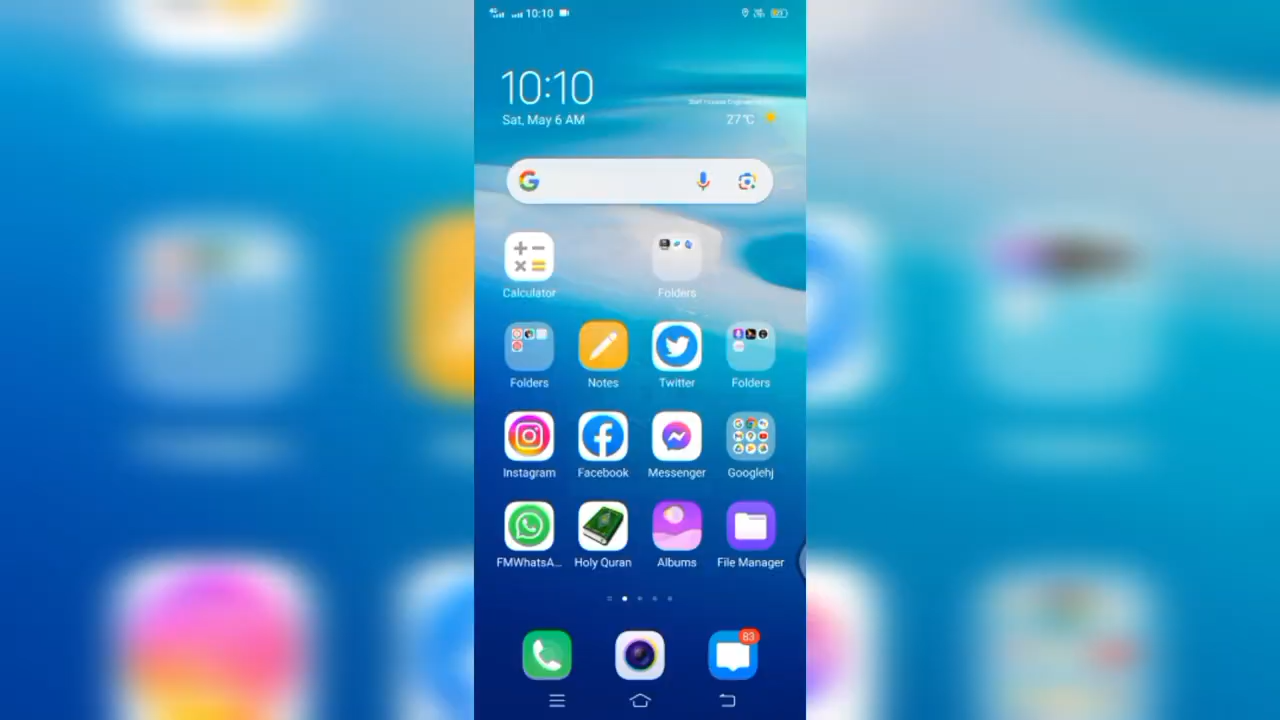 10:10
10:10
Sat, May 6 AM
27°C
Calculator
Folders
Folders
Notes
Twitter
Folders
Instagram
Facebook
Messenger
Googlehj
FMWhatsA...
Holy Quran
Albums
File Manager
83